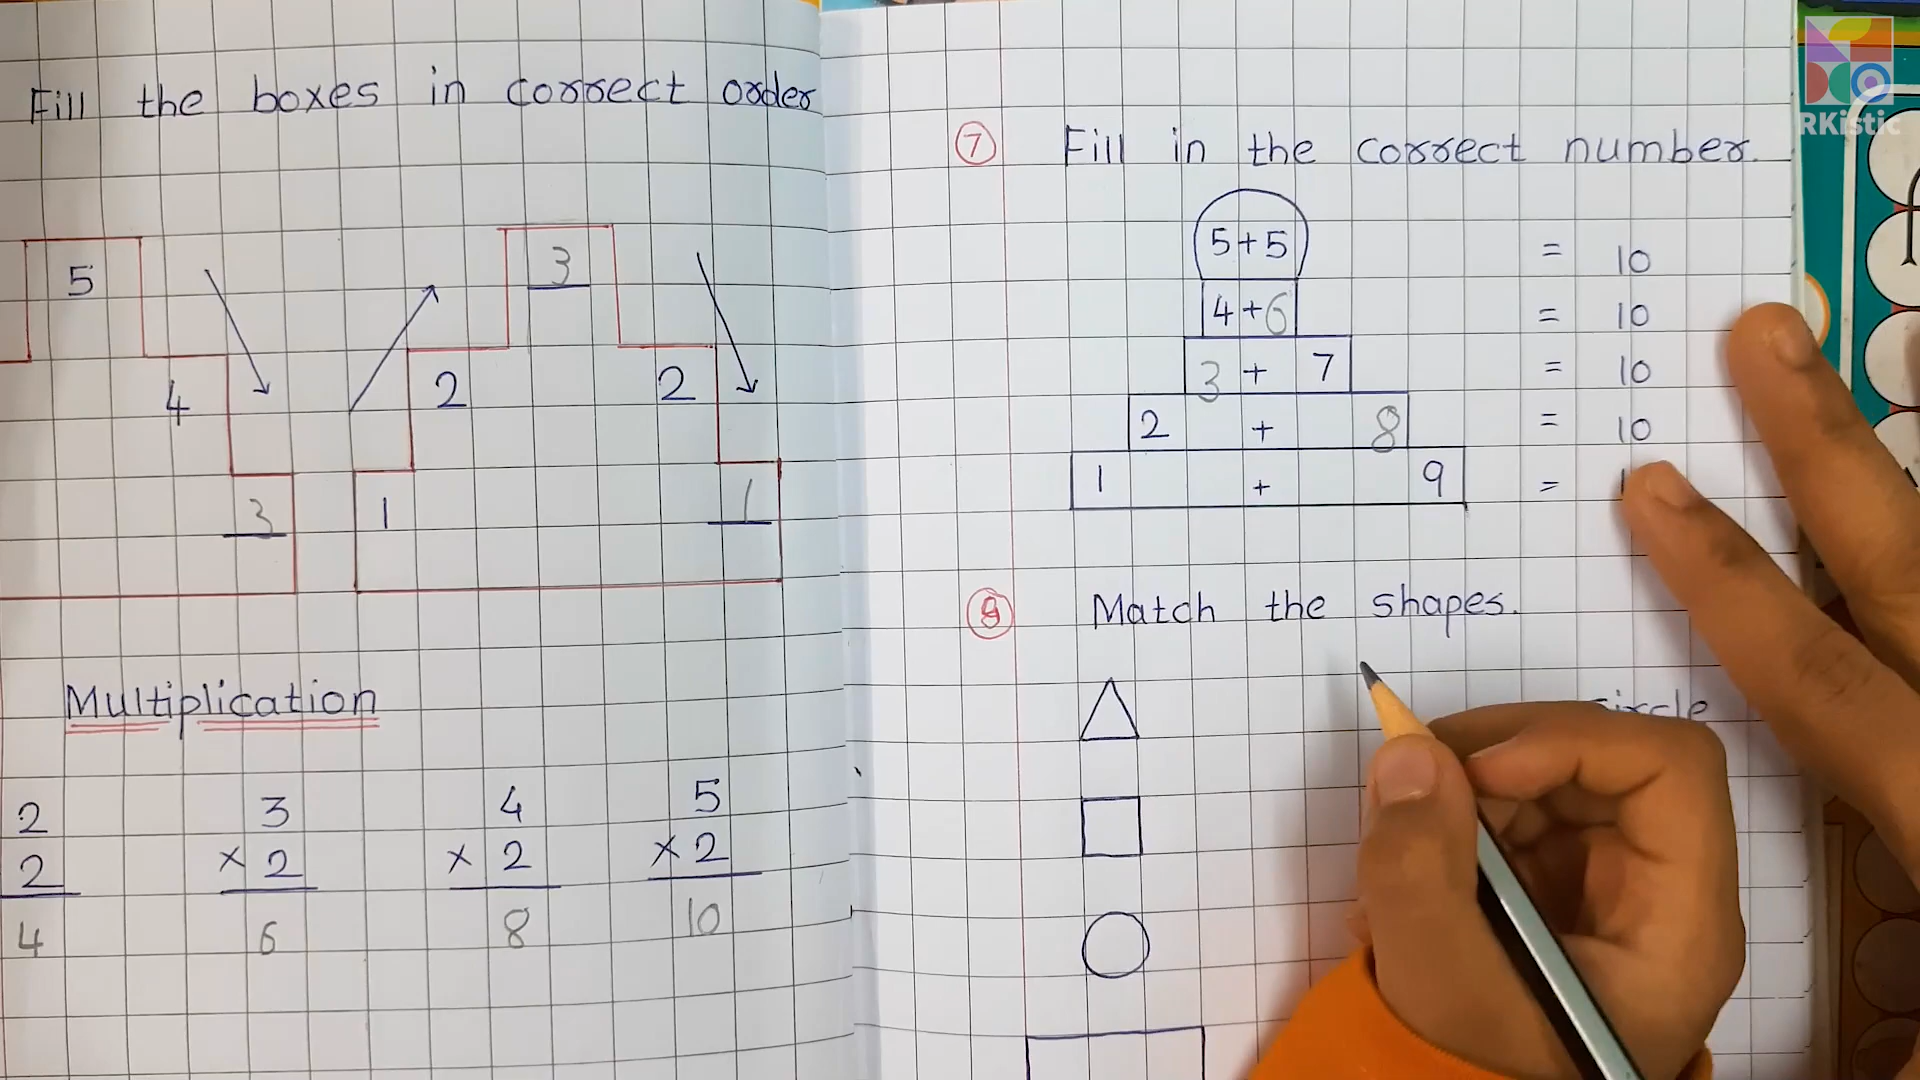 Fill the boxes in correct order
3
5
4 2 2
3 1 1
Multiplication
2 3 4 5
2 × 2 × 2 × 2
4 6 8 10
7 Fill in the correct number.
5+5 = 10
4+6 = 10
3 + 7 = 10
2 + 8 = 10
1 + 9 =
8 Match the shapes.
RKistic